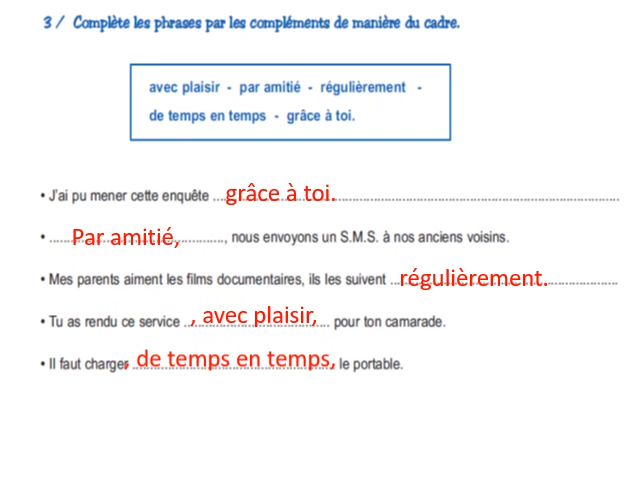 3 / Complète les phrases par les compléments de manière du cadre.
avec plaisir - par amitié - régulièrement -
de temps en temps - grâce à toi.
• J'ai pu mener cette enquête ... grâce à toi. ...
• ... Par amitié, ..., nous envoyons un S.M.S. à nos anciens voisins.
• Mes parents aiment les films documentaires, ils les suivent ... régulièrement. ...
• Tu as rendu ce service ... , avec plaisir, ... pour ton camarade.
• Il faut charger , de temps en temps, le portable.